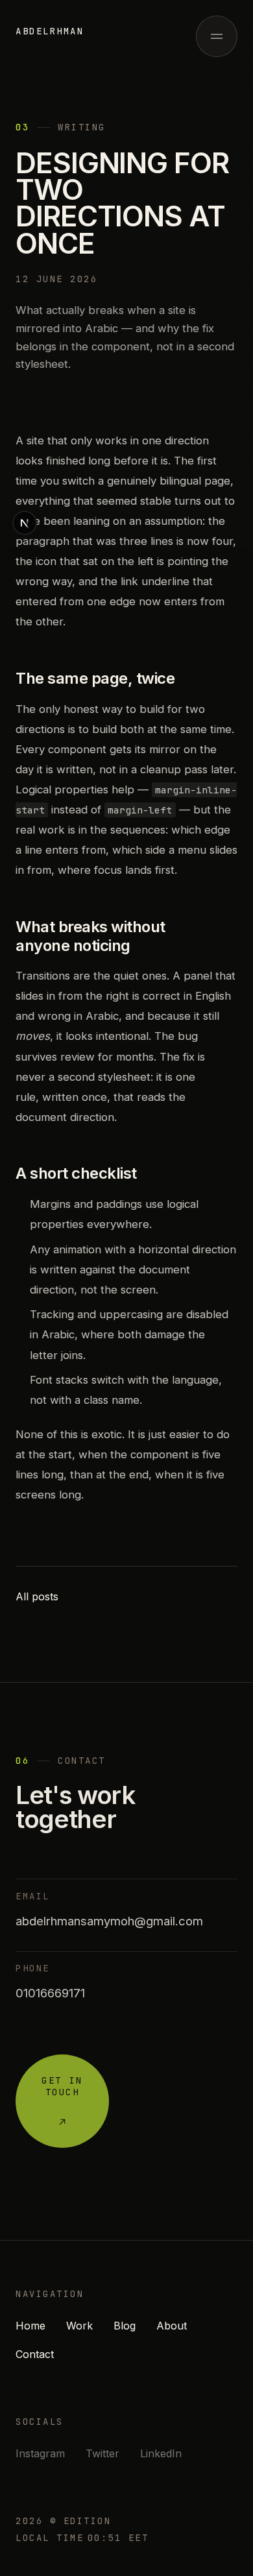 ABDELRHMAN
03 WRITING
DESIGNING FOR
TWO
DIRECTIONS AT
ONCE
12 JUNE 2026
What actually breaks when a site is
mirrored into Arabic — and why the fix
belongs in the component, not in a second
stylesheet.
A site that only works in one direction
looks finished long before it is. The first
time you switch a genuinely bilingual page,
everything that seemed stable turns out to
been leaning on an assumption: the
paragraph that was three lines is now four,
the icon that sat on the left is pointing the
wrong way, and the link underline that
entered from one edge now enters from
the other.
The same page, twice
The only honest way to build for two
directions is to build both at the same time.
Every component gets its mirror on the
day it is written, not in a cleanup pass later.
Logical properties help — margin-inline-
start instead of margin-left — but the
real work is in the sequences: which edge
a line enters from, which side a menu slides
in from, where focus lands first.
What breaks without
anyone noticing
Transitions are the quiet ones. A panel that
slides in from the right is correct in English
and wrong in Arabic, and because it still
moves, it looks intentional. The bug
survives review for months. The fix is
never a second stylesheet: it is one
rule, written once, that reads the
document direction.
A short checklist
Margins and paddings use logical
properties everywhere.
Any animation with a horizontal direction
is written against the document
direction, not the screen.
Tracking and uppercasing are disabled
in Arabic, where both damage the
letter joins.
Font stacks switch with the language,
not with a class name.
None of this is exotic. It is just easier to do
at the start, when the component is five
lines long, than at the end, when it is five
screens long.
All posts
06 CONTACT
Let's work
together
EMAIL
abdelrhmansamymoh@gmail.com
PHONE
01016669171
GET IN
TOUCH
↗
NAVIGATION
Home Work Blog About
Contact
SOCIALS
Instagram Twitter LinkedIn
2026 © EDITION
LOCAL TIME 00:51 EET